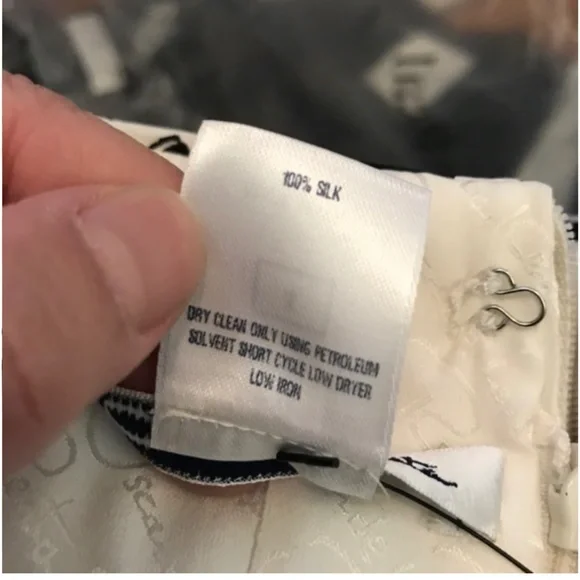 100% SILK
DRY CLEAN ONLY USING PETROLEUM
SOLVENT SHORT CYCLE LOW DRYER
LOW IRON